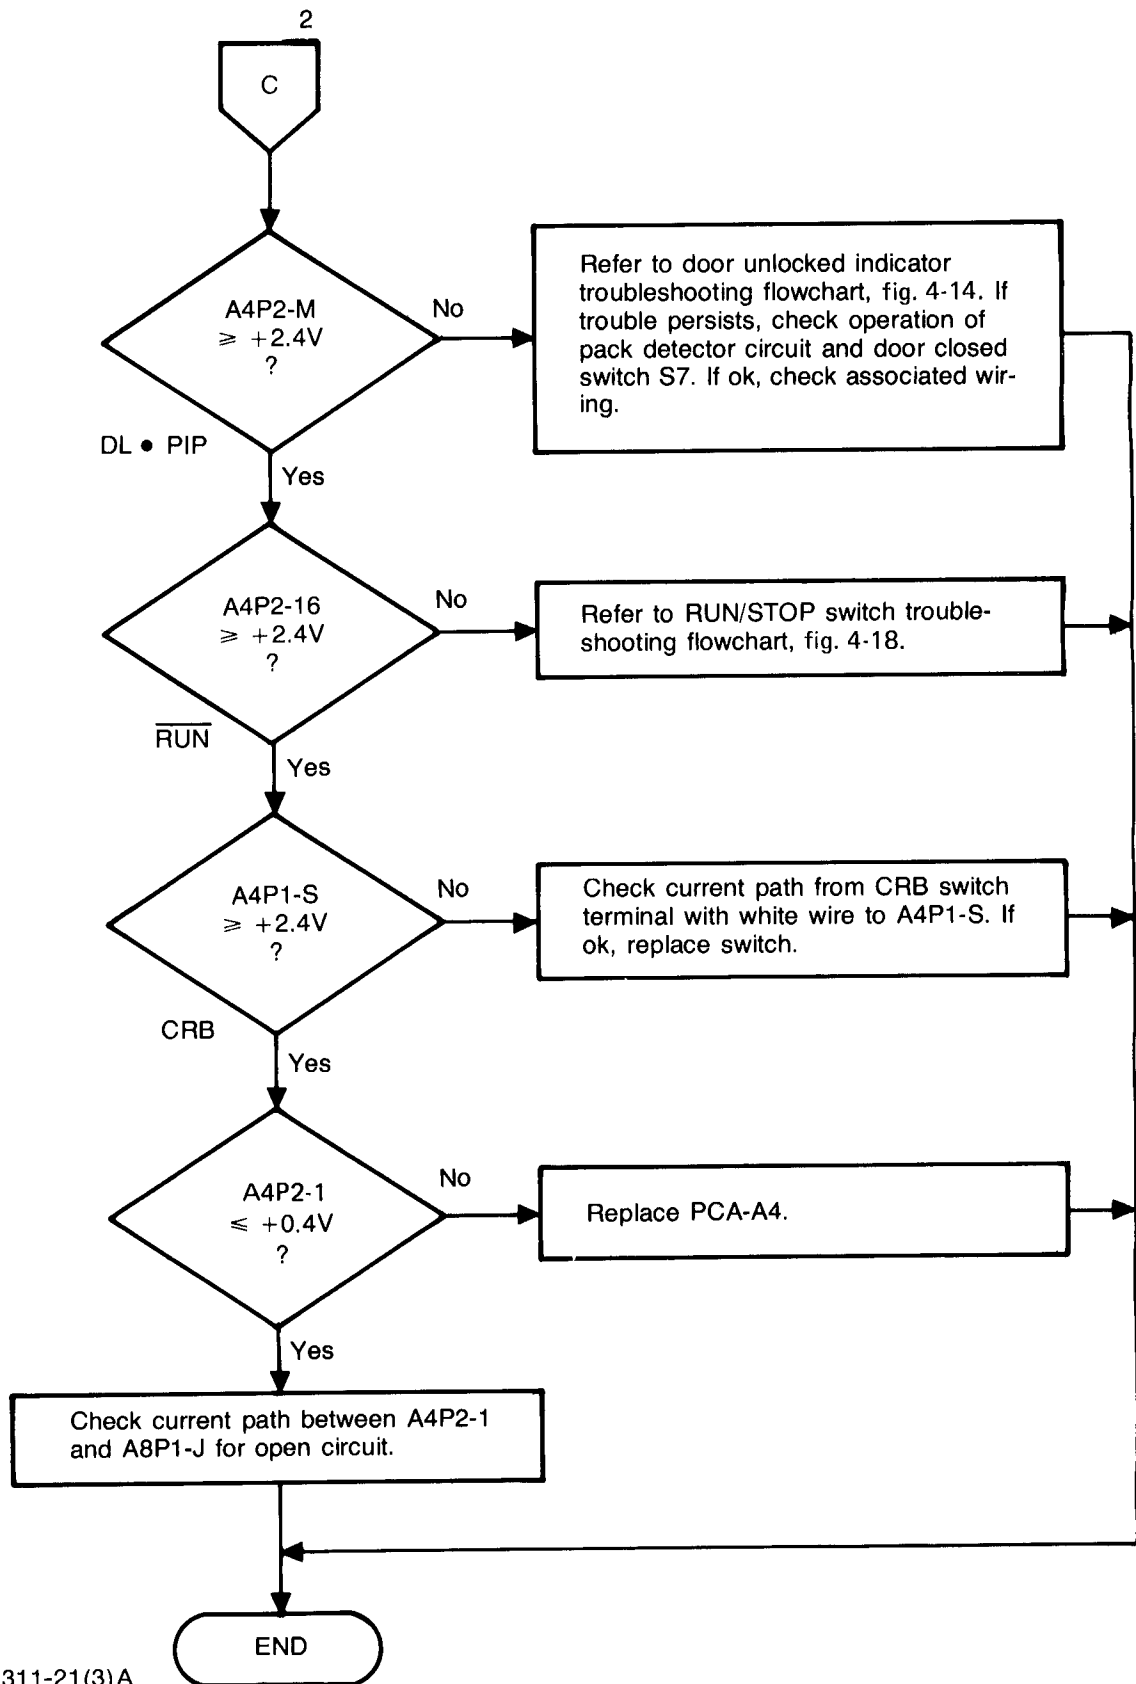 2
C
A4P2-M
≥ +2.4V
?
No
Refer to door unlocked indicator
troubleshooting flowchart, fig. 4-14. If
trouble persists, check operation of
pack detector circuit and door closed
switch S7. If ok, check associated wir-
ing.
DL • PIP
Yes
A4P2-16
≥ +2.4V
?
No
Refer to RUN/STOP switch trouble-
shooting flowchart, fig. 4-18.
R̅U̅N̅
Yes
A4P1-S
≥ +2.4V
?
No
Check current path from CRB switch
terminal with white wire to A4P1-S. If
ok, replace switch.
CRB
Yes
A4P2-1
≤ +0.4V
?
No
Replace PCA-A4.
Yes
Check current path between A4P2-1
and A8P1-J for open circuit.
END
311-21(3)A